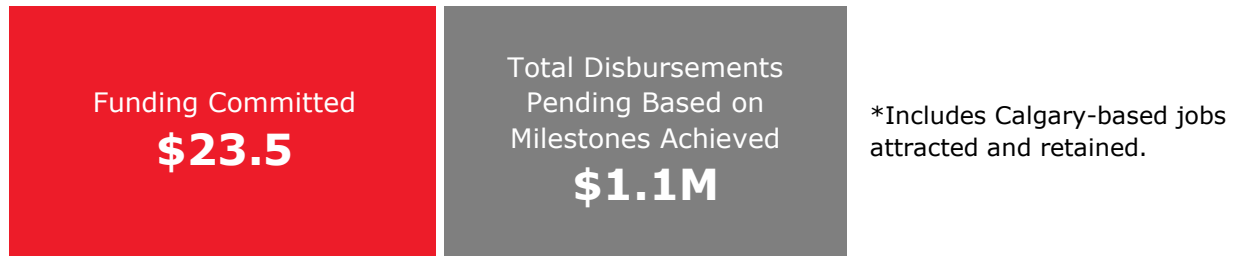 Funding Committed
$23.5
Total Disbursements
Pending Based on
Milestones Achieved
$1.1M
*Includes Calgary-based jobs
attracted and retained.